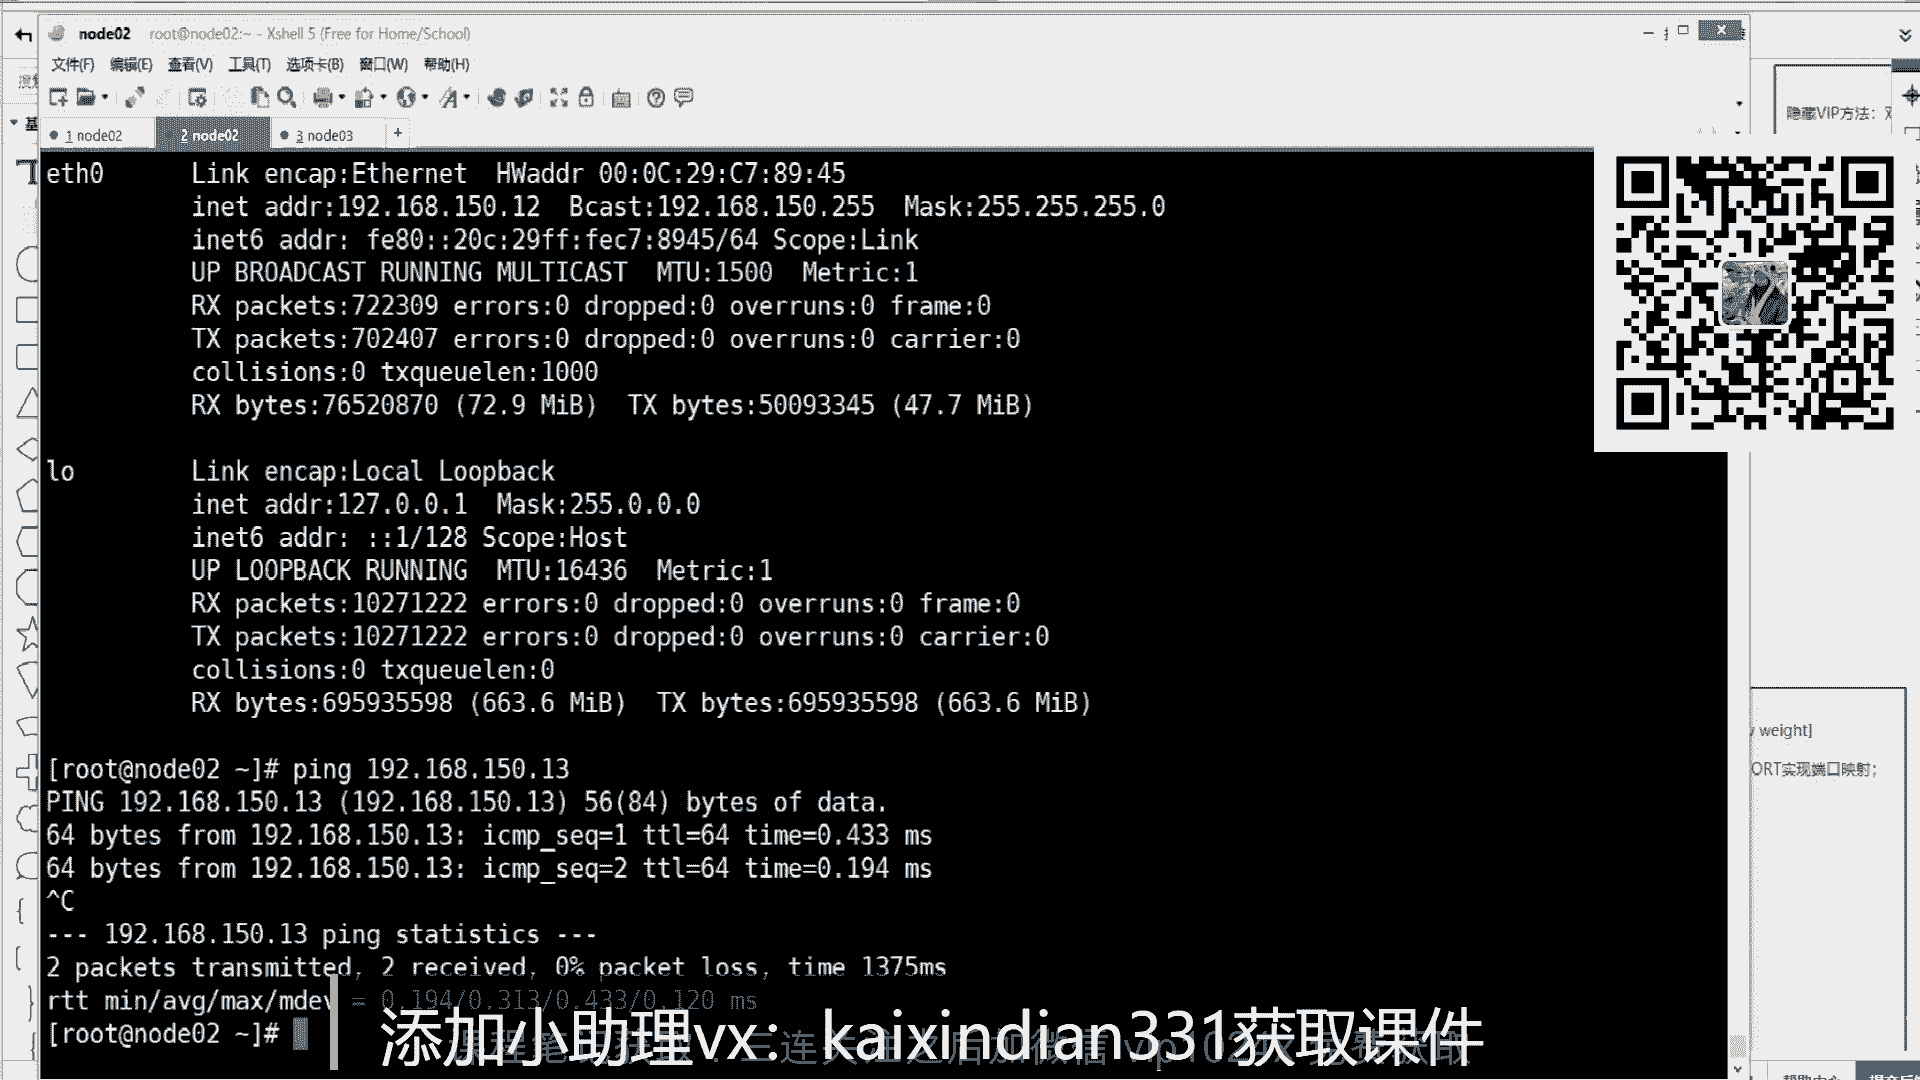 node02 root@node02:~ - Xshell 5 (Free for Home/School)
文件(F) 编辑(E) 查看(V) 工具(T) 选项卡(B) 窗口(W) 帮助(H)
1 node02 2 node02 3 node03 +
隐藏VIP方法:
eth0 Link encap:Ethernet HWaddr 00:0C:29:C7:89:45
inet addr:192.168.150.12 Bcast:192.168.150.255 Mask:255.255.255.0
inet6 addr: fe80::20c:29ff:fec7:8945/64 Scope:Link
UP BROADCAST RUNNING MULTICAST MTU:1500 Metric:1
RX packets:722309 errors:0 dropped:0 overruns:0 frame:0
TX packets:702407 errors:0 dropped:0 overruns:0 carrier:0
collisions:0 txqueuelen:1000
RX bytes:76520870 (72.9 MiB) TX bytes:50093345 (47.7 MiB)
lo Link encap:Local Loopback
inet addr:127.0.0.1 Mask:255.0.0.0
inet6 addr: ::1/128 Scope:Host
UP LOOPBACK RUNNING MTU:16436 Metric:1
RX packets:10271222 errors:0 dropped:0 overruns:0 frame:0
TX packets:10271222 errors:0 dropped:0 overruns:0 carrier:0
collisions:0 txqueuelen:0
RX bytes:695935598 (663.6 MiB) TX bytes:695935598 (663.6 MiB)
weight]
ORT实现端口映射;
[root@node02 ~]# ping 192.168.150.13
PING 192.168.150.13 (192.168.150.13) 56(84) bytes of data.
64 bytes from 192.168.150.13: icmp_seq=1 ttl=64 time=0.433 ms
64 bytes from 192.168.150.13: icmp_seq=2 ttl=64 time=0.194 ms
^C
--- 192.168.150.13 ping statistics ---
2 packets transmitted, 2 received, 0% packet loss, time 1375ms
rtt min/avg/max/mdev = 0.194/0.313/0.433/0.120 ms
[root@node02 ~]#
添加小助理vx：kaixindian331获取课件